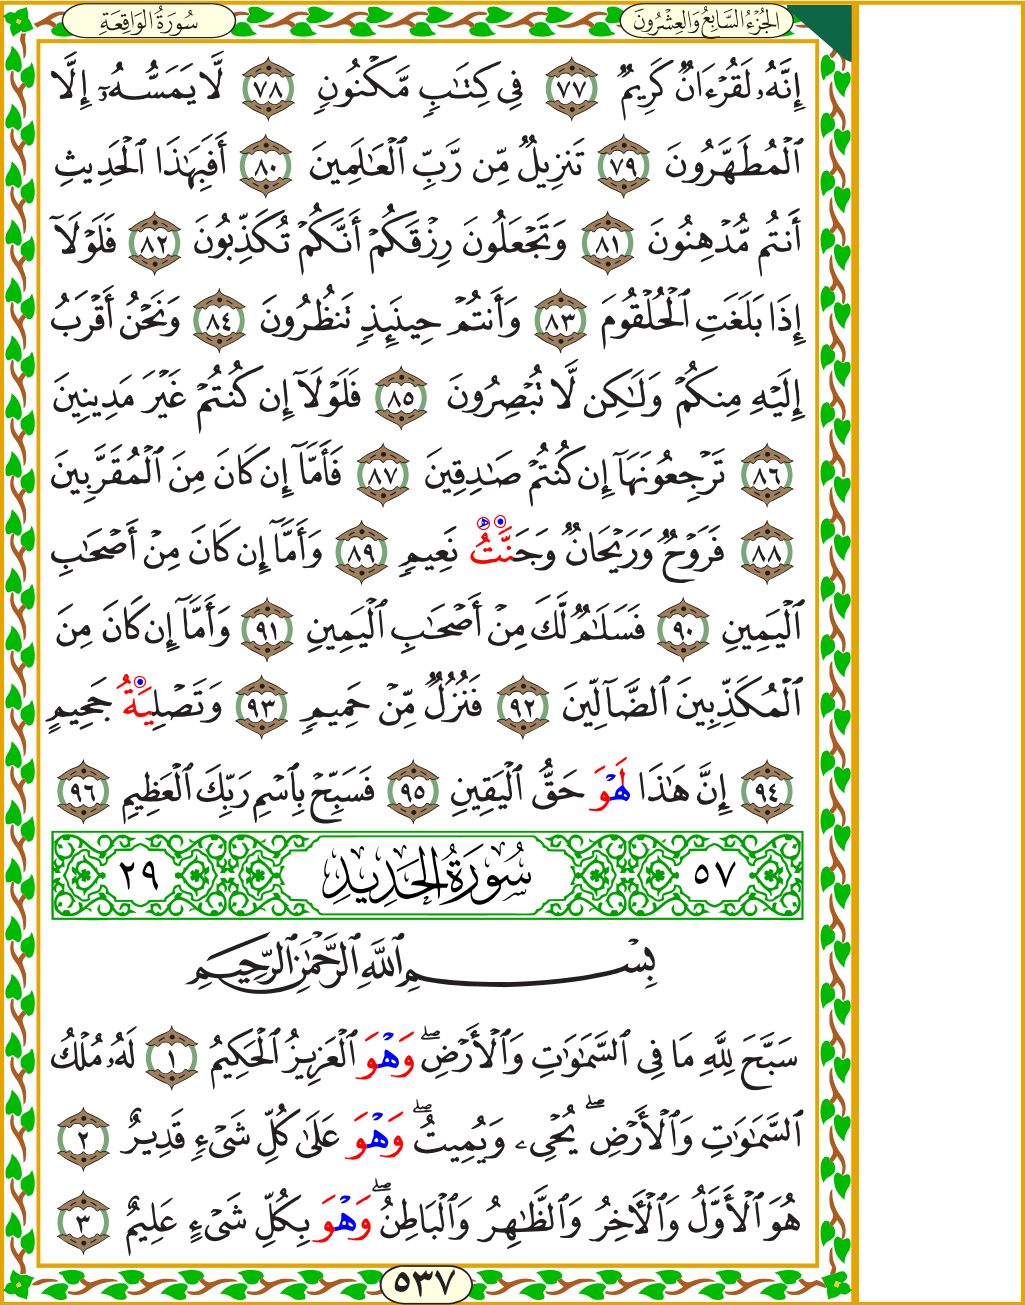 الجُزْءُ السَّابِعُ وَالعِشْرُونَ
سُورَةُ الوَاقِعَةِ
إِنَّهُۥ لَقُرْءَانٌ كَرِيمٌ ٧٧ فِى كِتَٰبٍ مَّكْنُونٍ ٧٨ لَّا يَمَسُّهُۥٓ إِلَّا
ٱلْمُطَهَّرُونَ ٧٩ تَنزِيلٌ مِّن رَّبِّ ٱلْعَٰلَمِينَ ٨٠ أَفَبِهَٰذَا ٱلْحَدِيثِ
أَنتُم مُّدْهِنُونَ ٨١ وَتَجْعَلُونَ رِزْقَكُمْ أَنَّكُمْ تُكَذِّبُونَ ٨٢ فَلَوْلَآ
إِذَا بَلَغَتِ ٱلْحُلْقُومَ ٨٣ وَأَنتُمْ حِينَئِذٍ تَنظُرُونَ ٨٤ وَنَحْنُ أَقْرَبُ
إِلَيْهِ مِنكُمْ وَلَٰكِن لَّا تُبْصِرُونَ ٨٥ فَلَوْلَآ إِن كُنتُمْ غَيْرَ مَدِينِينَ
٨٦ تَرْجِعُونَهَآ إِن كُنتُمْ صَٰدِقِينَ ٨٧ فَأَمَّآ إِن كَانَ مِنَ ٱلْمُقَرَّبِينَ
٨٨ فَرَوْحٌ وَرَيْحَانٌ وَجَنَّتُ نَعِيمٍ ٨٩ وَأَمَّآ إِن كَانَ مِنْ أَصْحَٰبِ
ٱلْيَمِينِ ٩٠ فَسَلَٰمٌ لَّكَ مِنْ أَصْحَٰبِ ٱلْيَمِينِ ٩١ وَأَمَّآ إِن كَانَ مِنَ
ٱلْمُكَذِّبِينَ ٱلضَّآلِّينَ ٩٢ فَنُزُلٌ مِّنْ حَمِيمٍ ٩٣ وَتَصْلِيَةُ جَحِيمٍ
٩٤ إِنَّ هَٰذَا لَهْوَ حَقُّ ٱلْيَقِينِ ٩٥ فَسَبِّحْ بِٱسْمِ رَبِّكَ ٱلْعَظِيمِ ٩٦
٥٧ سُورَةُ الحَدِيدِ ٢٩
بِسْمِ ٱللَّهِ ٱلرَّحْمَٰنِ ٱلرَّحِيمِ
سَبَّحَ لِلَّهِ مَا فِى ٱلسَّمَٰوَٰتِ وَٱلْأَرْضِۖ وَهْوَ ٱلْعَزِيزُ ٱلْحَكِيمُ ١ لَهُۥ مُلْكُ
ٱلسَّمَٰوَٰتِ وَٱلْأَرْضِۖ يُحْىِۦ وَيُمِيتُۖ وَهْوَ عَلَىٰ كُلِّ شَىْءٍ قَدِيرٌ ٢
هُوَ ٱلْأَوَّلُ وَٱلْـَٔاخِرُ وَٱلظَّٰهِرُ وَٱلْبَاطِنُۖ وَهْوَ بِكُلِّ شَىْءٍ عَلِيمٌ ٣
٥٣٧